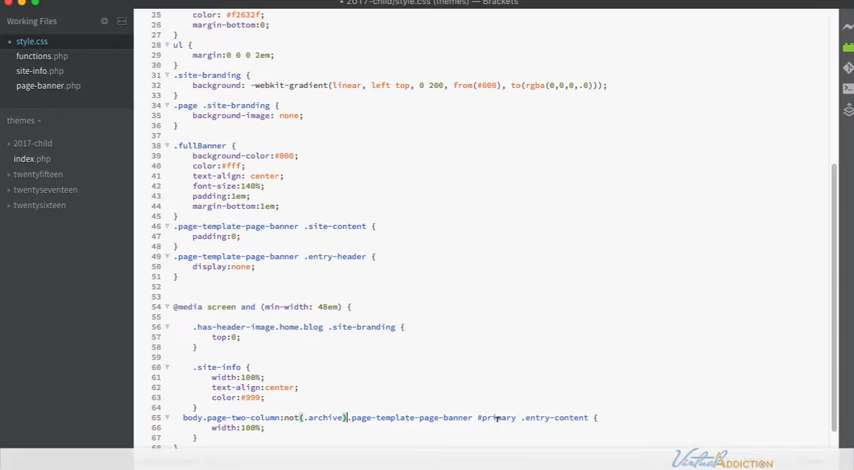 2017-child/style.css (themes) — Brackets
Working Files
style.css
functions.php
site-info.php
page-banner.php
themes
2017-child
index.php
twentyfifteen
twentyseventeen
twentysixteen
25 color: #f2632f;
26 margin-bottom:0;
27 }
28 ul {
29 margin:0 0 0 2em;
30 }
31 .site-branding {
32 background: -webkit-gradient(linear, left top, 0 200, from(#000), to(rgba(0,0,0,.0)));
33 }
34 .page .site-branding {
35 background-image: none;
36 }
37
38 .fullBanner {
39 background-color:#000;
40 color:#fff;
41 text-align: center;
42 font-size:140%;
43 padding:1em;
44 margin-bottom:1em;
45 }
46 .page-template-page-banner .site-content {
47 padding:0;
48 }
49 .page-template-page-banner .entry-header {
50 display:none;
51 }
52
53
54 @media screen and (min-width: 48em) {
55
56 .has-header-image.home.blog .site-branding {
57 top:0;
58 }
59
60 .site-info {
61 width:100%;
62 text-align:center;
63 color:#999;
64 }
65 body.page-two-column:not(.archive).page-template-page-banner #primary .entry-content {
66 width:100%;
67 }
68 }
Virtual ADDICTION